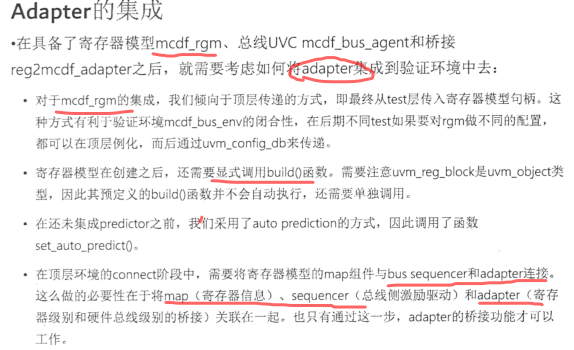 Adapter的集成
•在具备了寄存器模型mcdf_rgm、总线UVC mcdf_bus_agent和桥接
reg2mcdf_adapter之后，就需要考虑如何将adapter集成到验证环境中去：
• 对于mcdf_rgm的集成，我们倾向于顶层传递的方式，即最终从test层传入寄存器模型句柄。这
种方式有利于验证环境mcdf_bus_env的闭合性，在后期不同test如果要对rgm做不同的配置，
都可以在顶层例化，而后通过uvm_config_db来传递。
• 寄存器模型在创建之后，还需要显式调用build()函数。需要注意uvm_reg_block是uvm_object类
型，因此其预定义的build()函数并不会自动执行，还需要单独调用。
• 在还未集成predictor之前，我们采用了auto prediction的方式，因此调用了函数
set_auto_predict()。
• 在顶层环境的connect阶段中，需要将寄存器模型的map组件与bus sequencer和adapter连接。
这么做的必要性在于将map（寄存器信息）、sequencer（总线侧激励驱动）和adapter（寄存
器级别和硬件总线级别的桥接）关联在一起。也只有通过这一步，adapter的桥接功能才可以
工作。